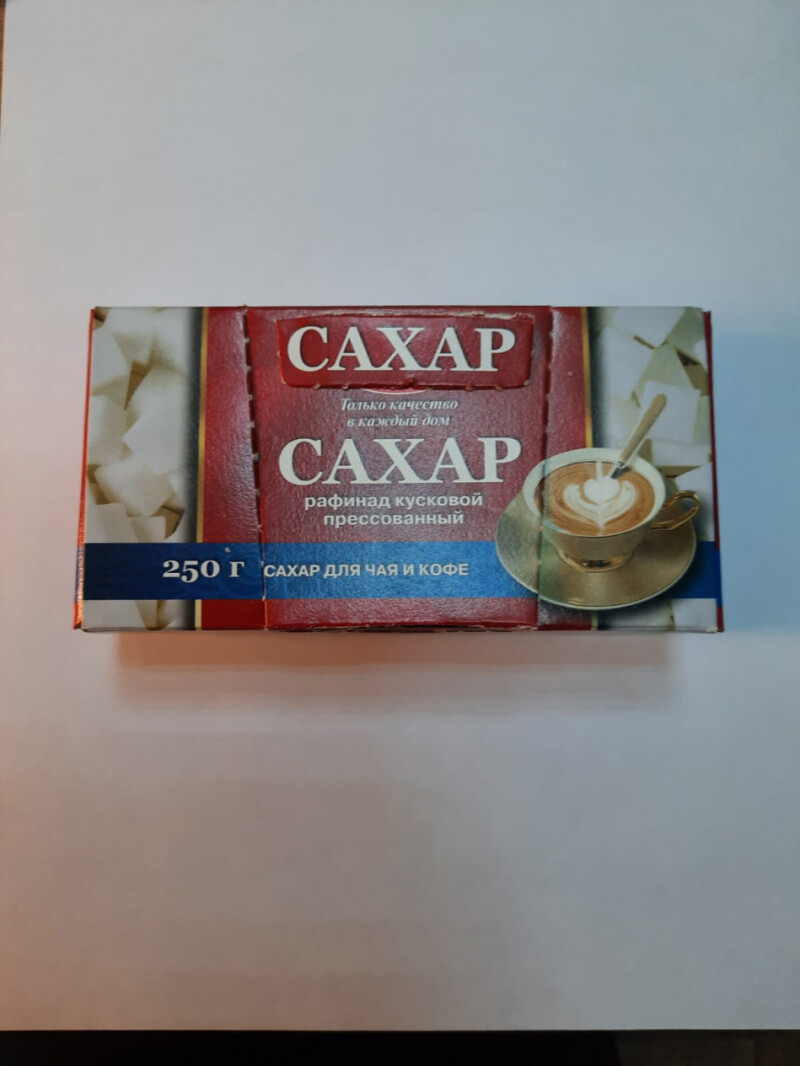 САХАР
Только качество
в каждый дом
САХАР
рафинад кусковой
прессованный
250 г САХАР ДЛЯ ЧАЯ И КОФЕ